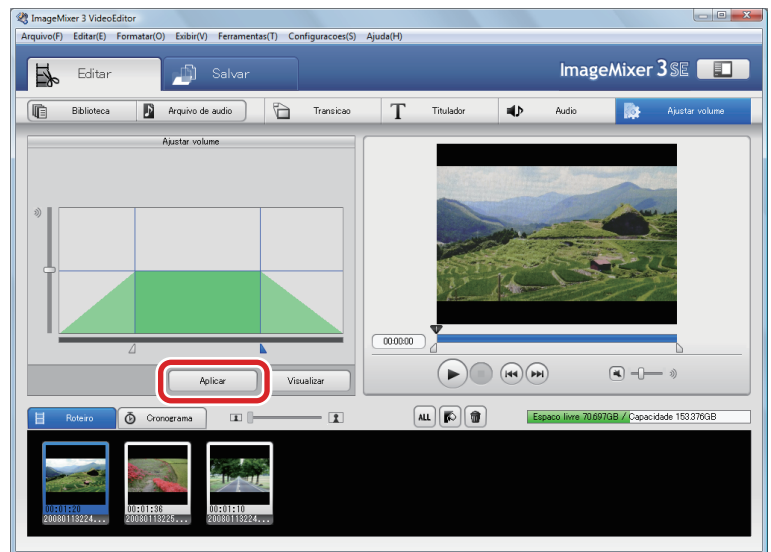 ImageMixer 3 VideoEditor
Arquivo(F) Editar(E) Formatar(O) Exibir(V) Ferramentas(T) Configuracoes(S) Ajuda(H)
Editar Salvar ImageMixer 3 SE
Biblioteca Arquivo de audio Transicao T Titulador Audio Ajustar volume
Ajustar volume
00:00:00
Aplicar Visualizar
Roteiro Cronograma ALL Espaco livre 70.697GB / Capacidade 153.376GB
00:01:20 00:01:36 00:01:10
20080113224... 20080113225... 20080113224...